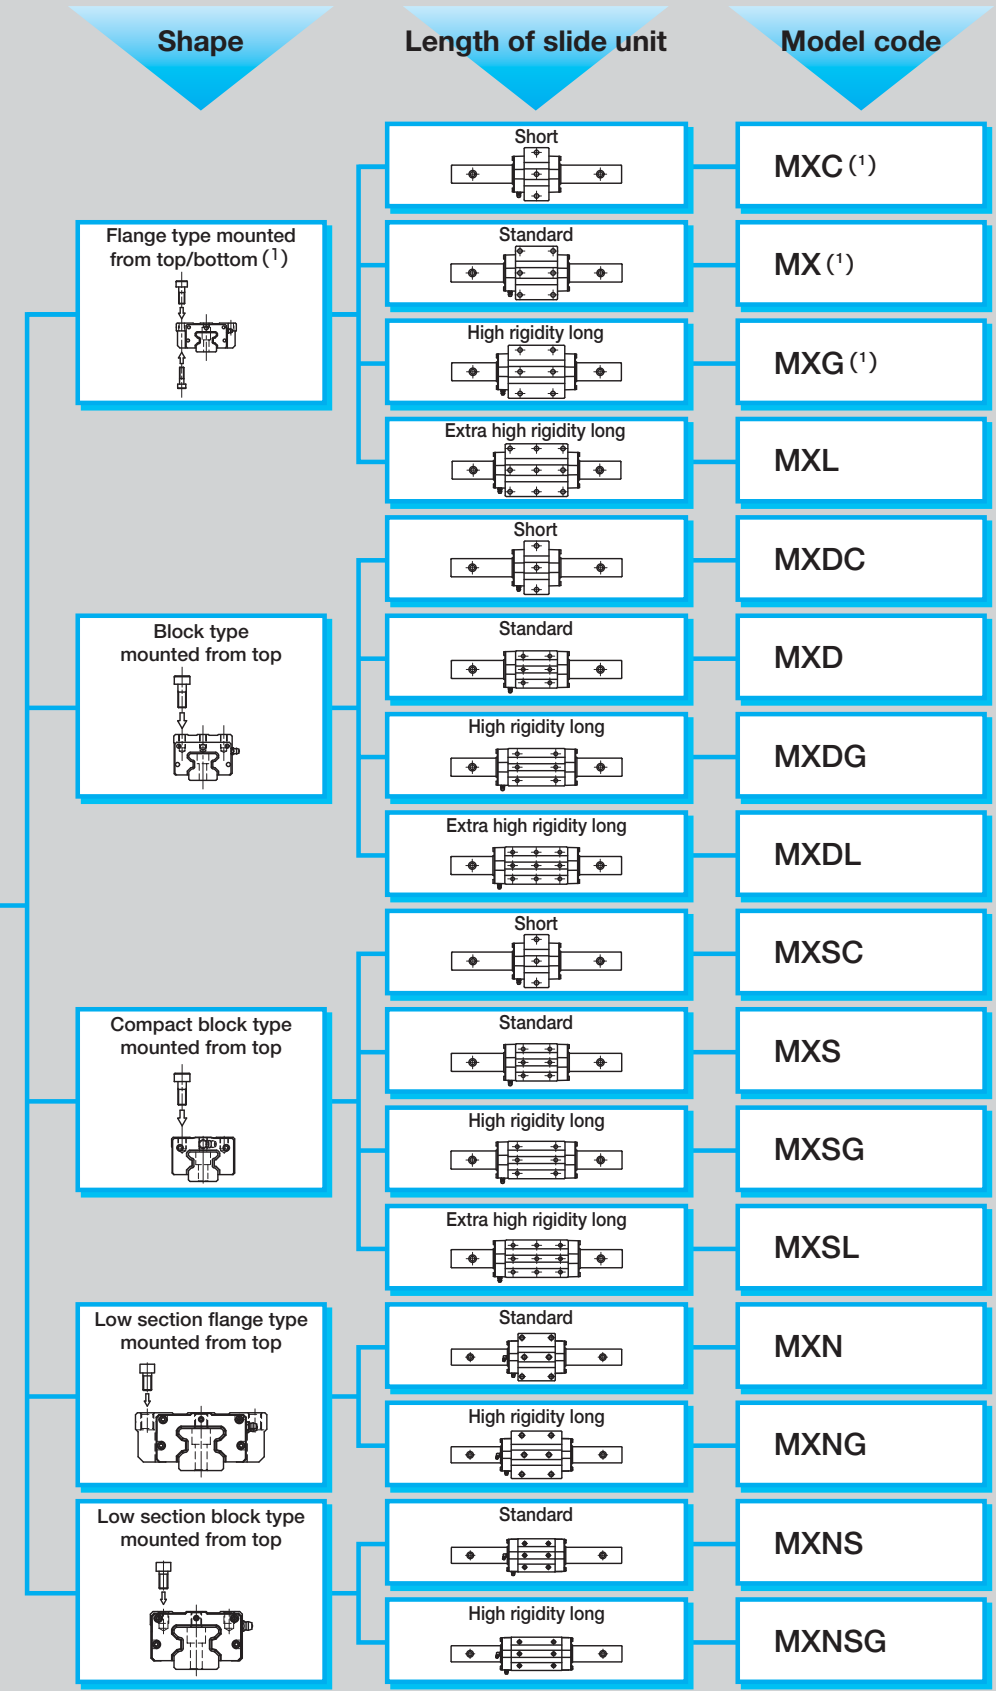 Shape
Length of slide unit
Model code
Flange type mounted
from top/bottom (1)
Short
MXC (1)
Standard
MX (1)
High rigidity long
MXG (1)
Extra high rigidity long
MXL
Block type
mounted from top
Short
MXDC
Standard
MXD
High rigidity long
MXDG
Extra high rigidity long
MXDL
Compact block type
mounted from top
Short
MXSC
Standard
MXS
High rigidity long
MXSG
Extra high rigidity long
MXSL
Low section flange type
mounted from top
Standard
MXN
High rigidity long
MXNG
Low section block type
mounted from top
Standard
MXNS
High rigidity long
MXNSG